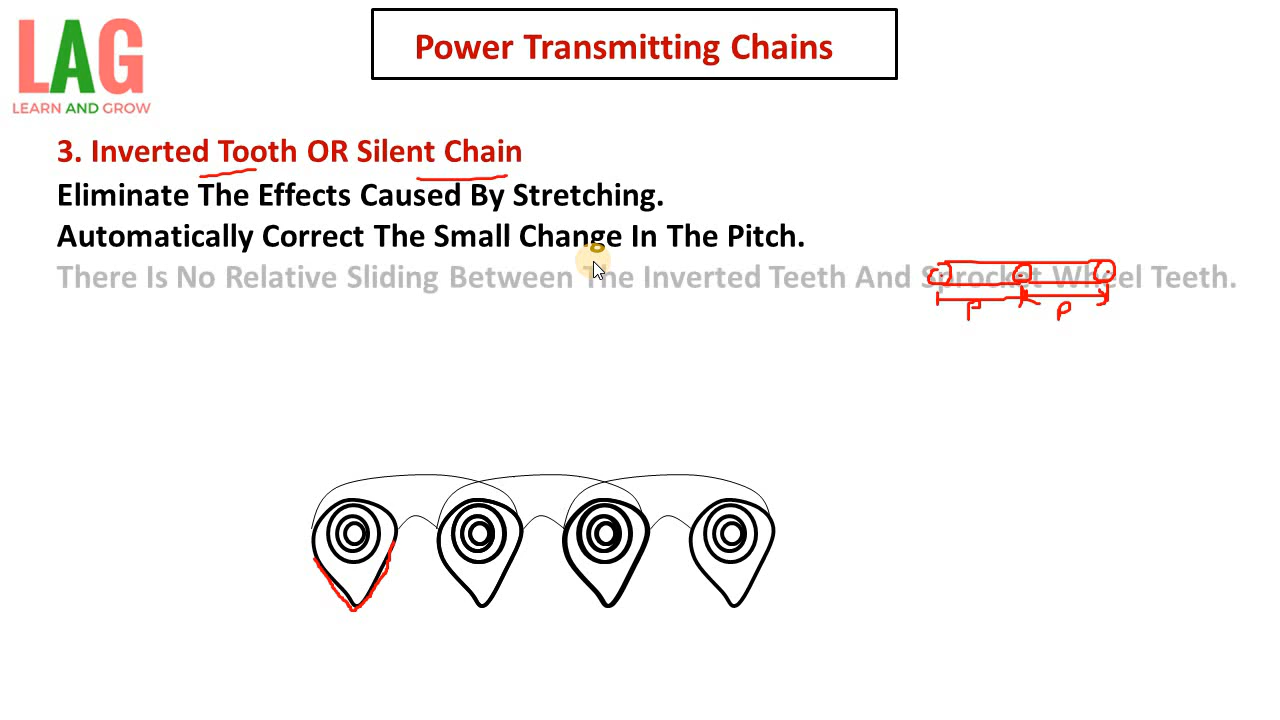 LAG
LEARN AND GROW
Power Transmitting Chains
3. Inverted Tooth OR Silent Chain
Eliminate The Effects Caused By Stretching.
Automatically Correct The Small Change In The Pitch.
There Is No Relative Sliding Between The Inverted Teeth And Sprocket Wheel Teeth.
P P